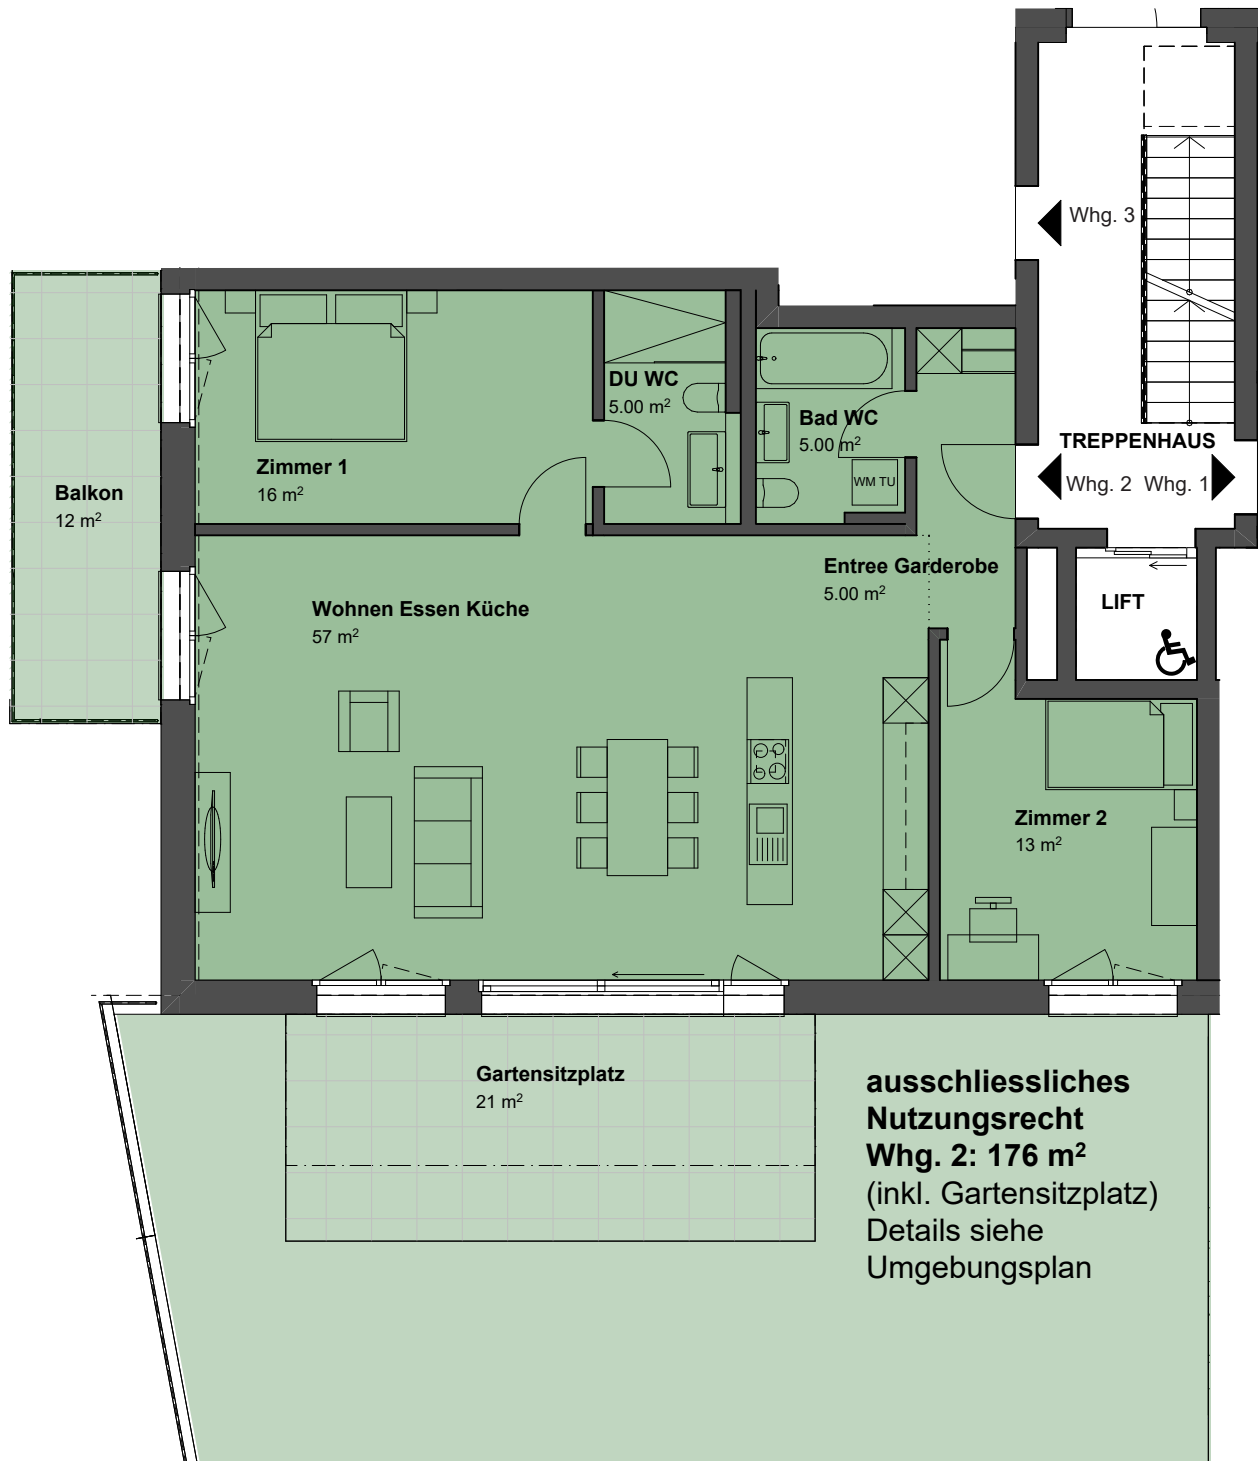 Whg. 3
DU WC
5.00 m²
Bad WC
5.00 m²
TREPPENHAUS
Whg. 2 Whg. 1
Zimmer 1
16 m²
WM TU
Balkon
12 m²
Entree Garderobe
5.00 m²
Wohnen Essen Küche
57 m²
LIFT
Zimmer 2
13 m²
Gartensitzplatz
21 m²
ausschliessliches
Nutzungsrecht
Whg. 2: 176 m²
(inkl. Gartensitzplatz)
Details siehe
Umgebungsplan